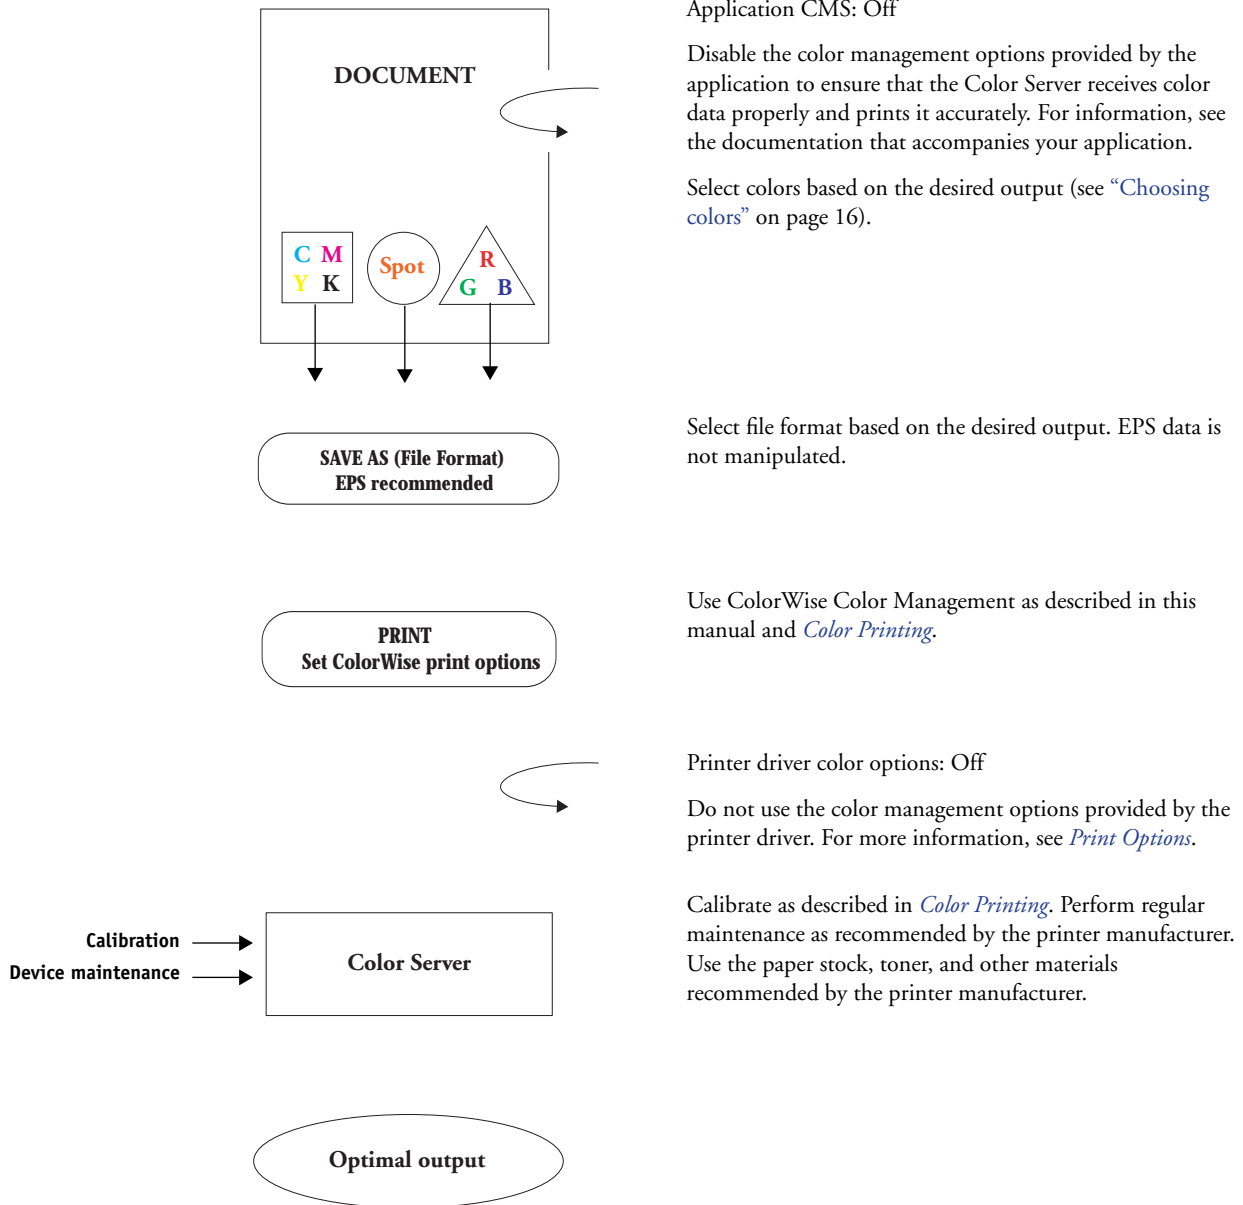 Application CMS: Off
DOCUMENT
Disable the color management options provided by the
application to ensure that the Color Server receives color
data properly and prints it accurately. For information, see
the documentation that accompanies your application.
Select colors based on the desired output (see “Choosing
colors” on page 16).
C M
Y K
Spot
R
G B
Select file format based on the desired output. EPS data is
not manipulated.
SAVE AS (File Format)
EPS recommended
Use ColorWise Color Management as described in this
manual and Color Printing.
PRINT
Set ColorWise print options
Printer driver color options: Off
Do not use the color management options provided by the
printer driver. For more information, see Print Options.
Calibrate as described in Color Printing. Perform regular
maintenance as recommended by the printer manufacturer.
Use the paper stock, toner, and other materials
recommended by the printer manufacturer.
Calibration
Device maintenance
Color Server
Optimal output